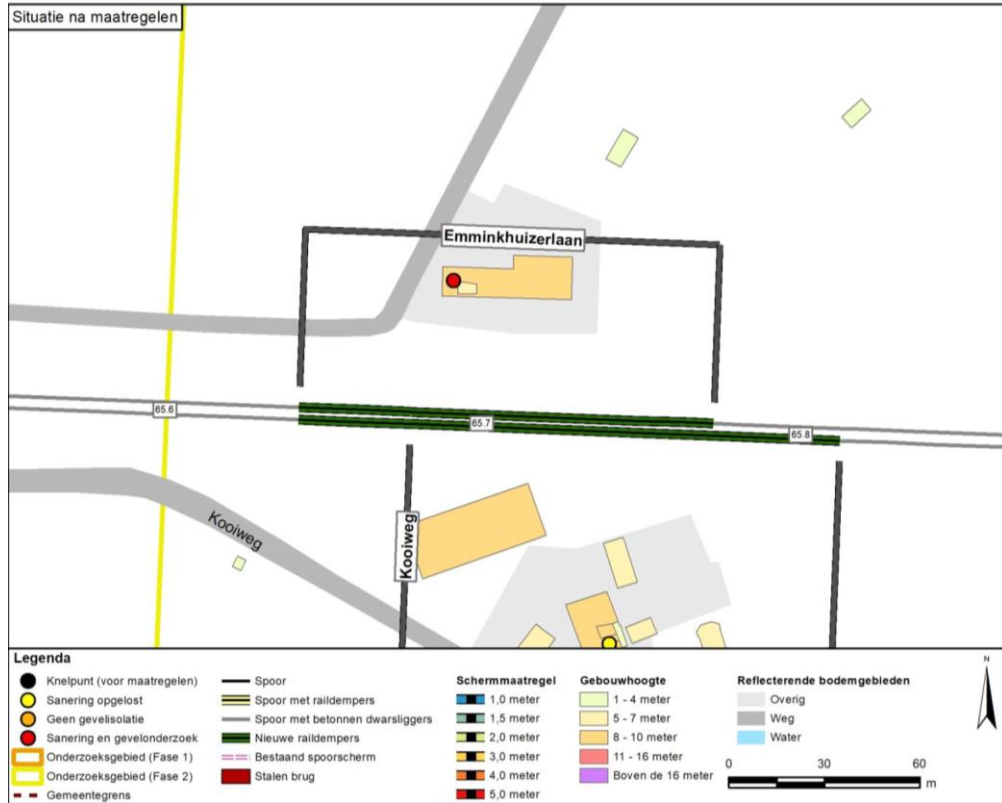 Situatie na maatregelen
Emminkhuizerlaan
65.6
65.7
65.8
Kooiweg
Kooiweg
Legenda
Knelpunt (voor maatregelen)
Sanering opgelost
Geen gevelisolatie
Sanering en gevelonderzoek
Onderzoeksgebied (Fase 1)
Onderzoeksgebied (Fase 2)
Gemeentegrens
Spoor
Spoor met raildempers
Spoor met betonnen dwarsliggers
Nieuwe raildempers
Bestaand spoorscherm
Stalen brug
Schermmaatregel
1,0 meter
1,5 meter
2,0 meter
3,0 meter
4,0 meter
5,0 meter
Gebouwhoogte
1 - 4 meter
5 - 7 meter
8 - 10 meter
11 - 16 meter
Boven de 16 meter
Reflecterende bodemgebieden
Overig
Weg
Water
N
0 30 60
m